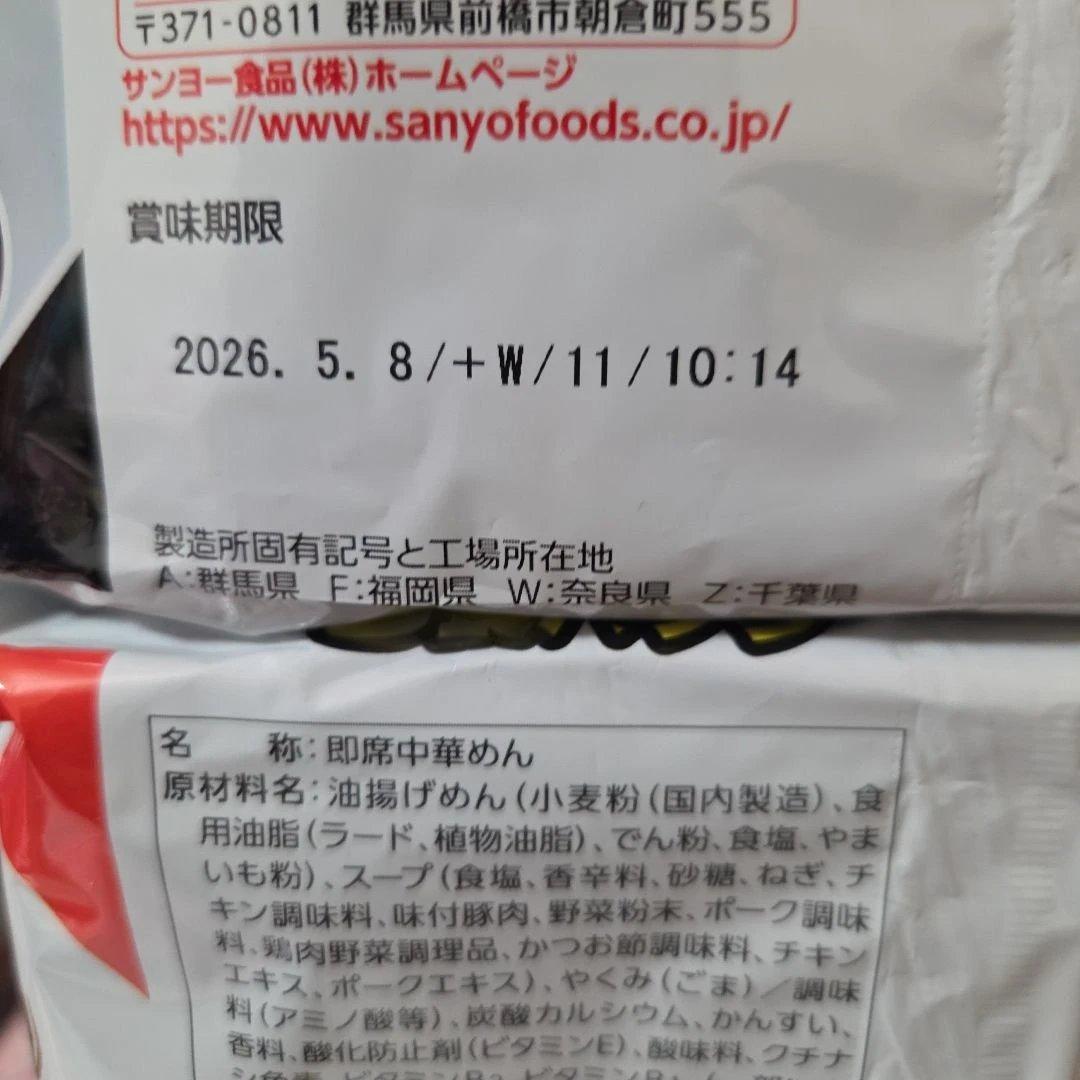 〒371-0811 群馬県前橋市朝倉町555
サンヨー食品(株)ホームページ
https://www.sanyofoods.co.jp/
賞味期限
2026. 5. 8/+W/11/10:14
製造所固有記号と工場所在地
A:群馬県 F:福岡県 W:奈良県 Z:千葉県
名 称:即席中華めん
原材料名:油揚げめん(小麦粉(国内製造)、食
用油脂(ラード、植物油脂)、でん粉、食塩、やま
いも粉)、スープ(食塩、香辛料、砂糖、ねぎ、チ
キン調味料、味付豚肉、野菜粉末、ポーク調味
料、鶏肉野菜調理品、かつお節調味料、チキン
エキス、ポークエキス)、やくみ(ごま)/調味
料(アミノ酸等)、炭酸カルシウム、かんすい、
香料、酸化防止剤(ビタミンE)、酸味料、クチナ